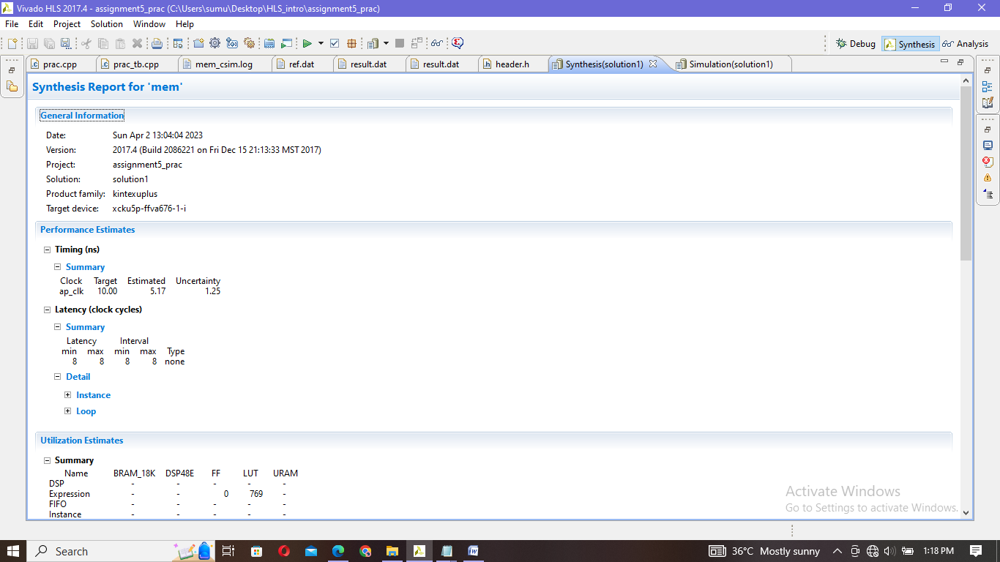 Vivado HLS 2017.4 - assignment5_prac (C:\Users\sumu\Desktop\HLS_intro\assignment5_prac)
File Edit Project Solution Window Help
Debug Synthesis Analysis
prac.cpp prac_tb.cpp mem_csim.log ref.dat result.dat result.dat header.h Synthesis(solution1) Simulation(solution1)
Synthesis Report for 'mem'
General Information
Date: Sun Apr 2 13:04:04 2023
Version: 2017.4 (Build 2086221 on Fri Dec 15 21:13:33 MST 2017)
Project: assignment5_prac
Solution: solution1
Product family: kintexuplus
Target device: xcku5p-ffva676-1-i
Performance Estimates
Timing (ns)
Summary
Clock Target Estimated Uncertainty
ap_clk 10.00 5.17 1.25
Latency (clock cycles)
Summary
Latency Interval
min max min max Type
8 8 8 8 none
Detail
Instance
Loop
Utilization Estimates
Summary
Name BRAM_18K DSP48E FF LUT URAM
DSP - - - - -
Expression - - 0 769 -
FIFO - - - - -
Instance - - - - -
Activate Windows
Go to Settings to activate Windows.
Search
36°C Mostly sunny 1:18 PM